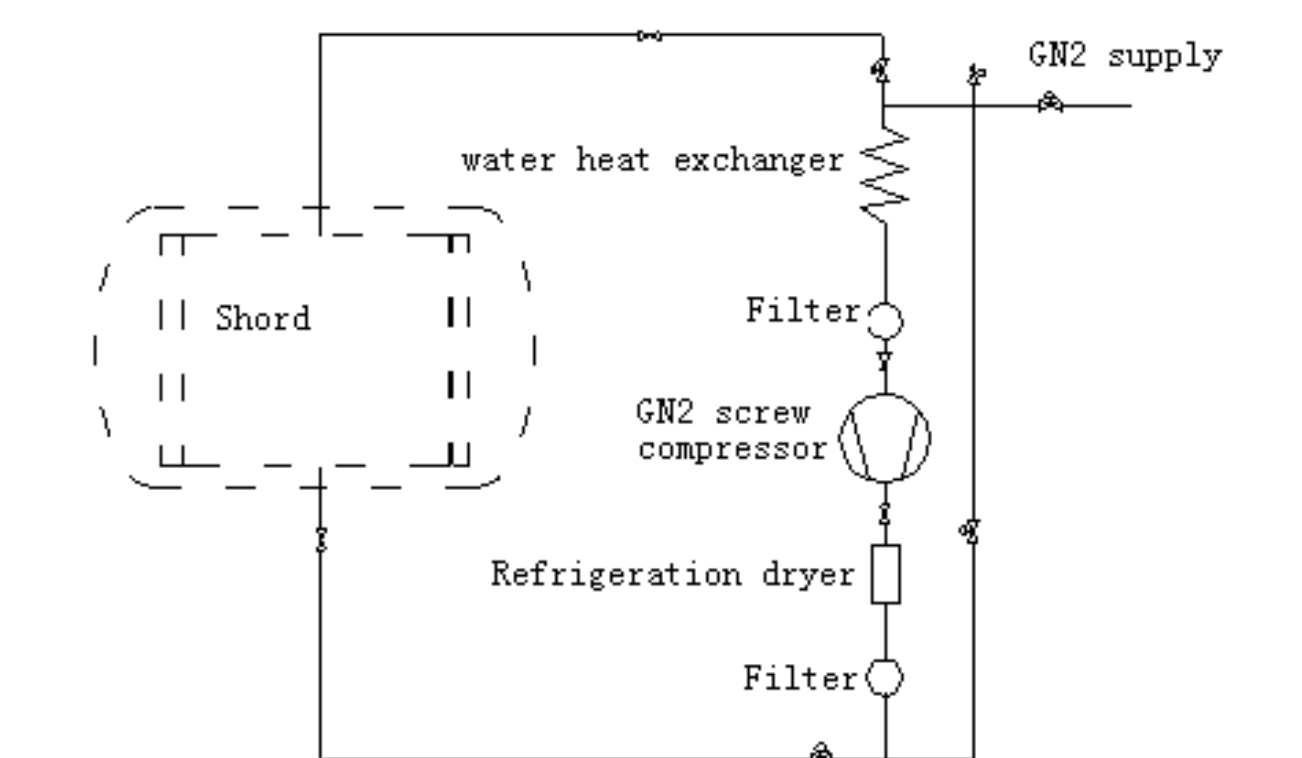 GN2 supply
water heat exchanger
Shord
Filter
GN2 screw
compressor
Refrigeration dryer
Filter